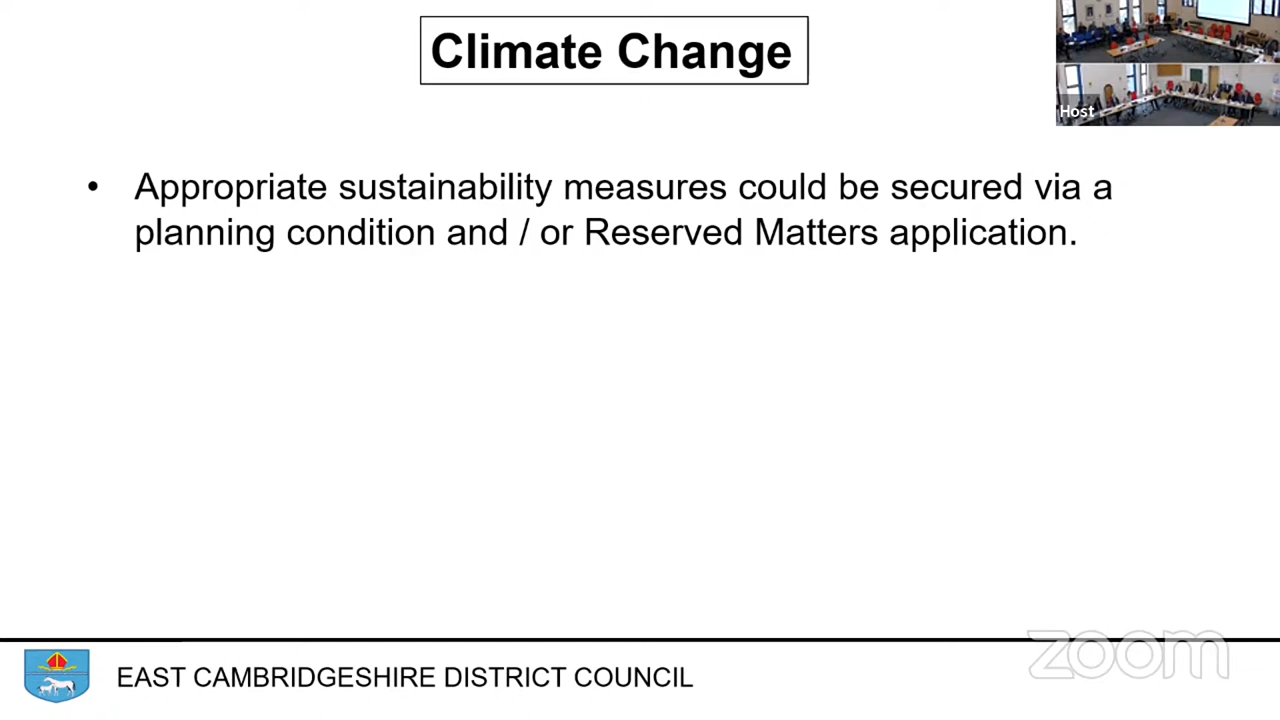 Climate Change
Host
• Appropriate sustainability measures could be secured via a
planning condition and / or Reserved Matters application.
zoom
EAST CAMBRIDGESHIRE DISTRICT COUNCIL